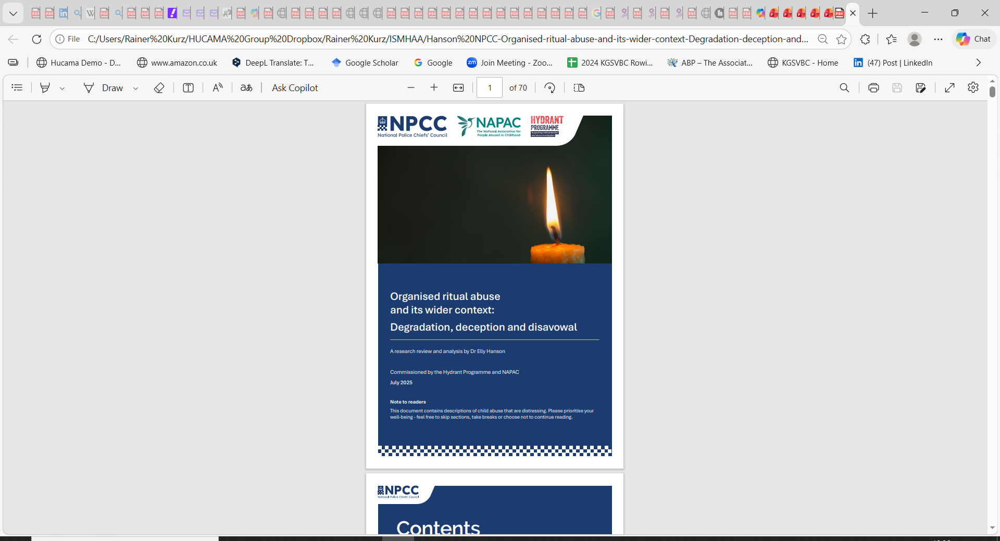 File C:/Users/Rainer%20Kurz/HUCAMA%20Group%20Dropbox/Rainer%20Kurz/ISMHAA/Hanson%20NPCC-Organised-ritual-abuse-and-its-wider-context-Degradation-deception-and... Chat
Hucama Demo - D... www.amazon.co.uk DeepL Translate: T... Google Scholar Google Join Meeting - Zoo... 2024 KGSVBC Rowi... ABP – The Associat... KGSVBC - Home (47) Post | LinkedIn
Draw Ask Copilot 1 of 70
NPCC
National Police Chiefs' Council
NAPAC
The National Association for
People Abused in Childhood
HYDRANT
PROGRAMME
Supporting child protection
and abuse investigation
Organised ritual abuse
and its wider context:
Degradation, deception and disavowal
A research review and analysis by Dr Elly Hanson
Commissioned by the Hydrant Programme and NAPAC
July 2025
Note to readers
This document contains descriptions of child abuse that are distressing. Please prioritise your
well-being - feel free to skip sections, take breaks or choose not to continue reading.
NPCC
National Police Chiefs' Council
Contents